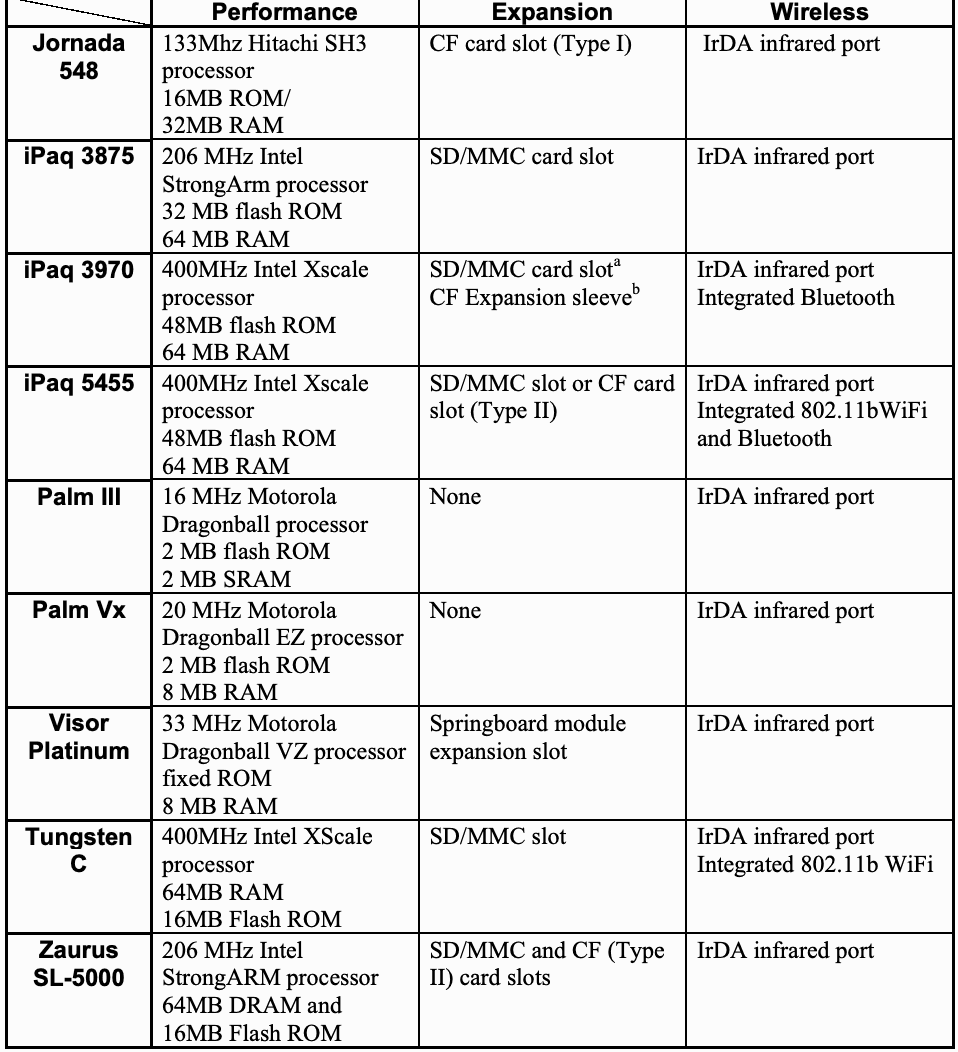 Performance
Expansion
Wireless
Jornada
548
133Mhz Hitachi SH3
processor
16MB ROM/
32MB RAM
CF card slot (Type I)
IrDA infrared port
iPaq 3875
206 MHz Intel
StrongArm processor
32 MB flash ROM
64 MB RAM
SD/MMC card slot
IrDA infrared port
iPaq 3970
400MHz Intel Xscale
processor
48MB flash ROM
64 MB RAM
SD/MMC card slotᵃ
CF Expansion sleeveᵇ
IrDA infrared port
Integrated Bluetooth
iPaq 5455
400MHz Intel Xscale
processor
48MB flash ROM
64 MB RAM
SD/MMC slot or CF card
slot (Type II)
IrDA infrared port
Integrated 802.11bWiFi
and Bluetooth
Palm III
16 MHz Motorola
Dragonball processor
2 MB flash ROM
2 MB SRAM
None
IrDA infrared port
Palm Vx
20 MHz Motorola
Dragonball EZ processor
2 MB flash ROM
8 MB RAM
None
IrDA infrared port
Visor
Platinum
33 MHz Motorola
Dragonball VZ processor
fixed ROM
8 MB RAM
Springboard module
expansion slot
IrDA infrared port
Tungsten
C
400MHz Intel XScale
processor
64MB RAM
16MB Flash ROM
SD/MMC slot
IrDA infrared port
Integrated 802.11b WiFi
Zaurus
SL-5000
206 MHz Intel
StrongARM processor
64MB DRAM and
16MB Flash ROM
SD/MMC and CF (Type
II) card slots
IrDA infrared port